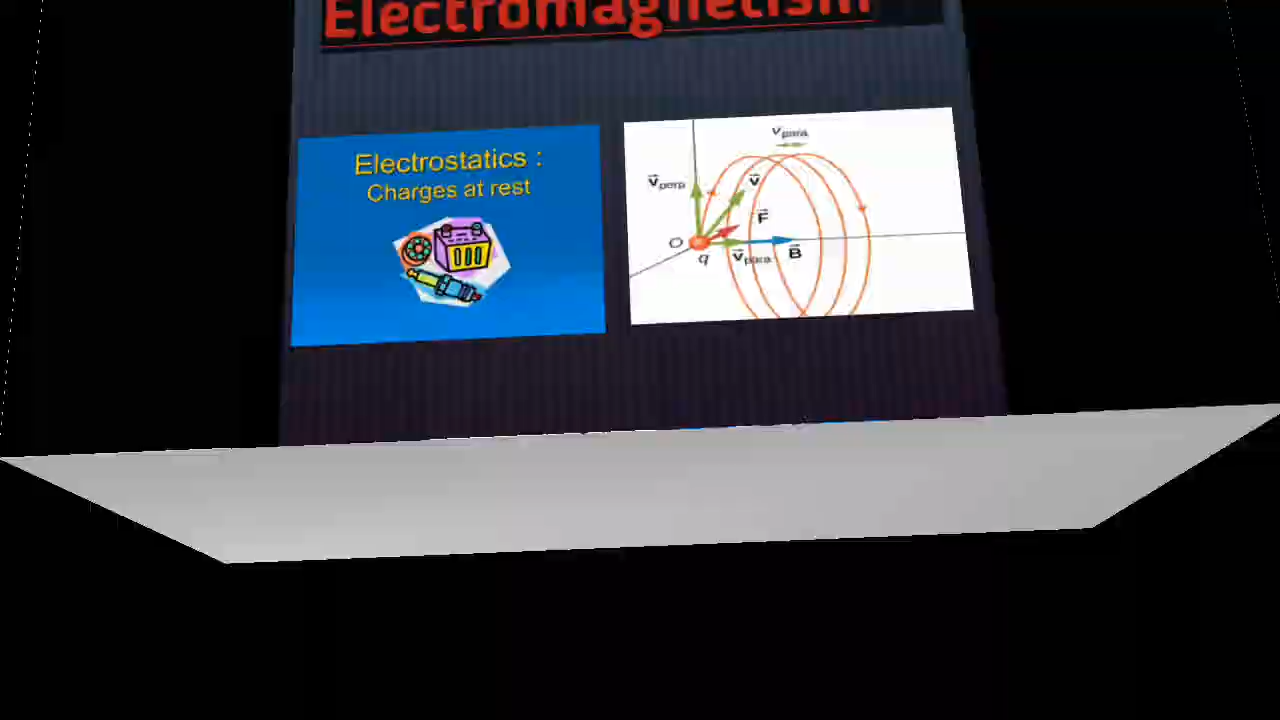 Electromagnetism
Electrostatics :
Charges at rest
v⃗para
v⃗perp
v⃗
F⃗
O
q
v⃗para
B⃗